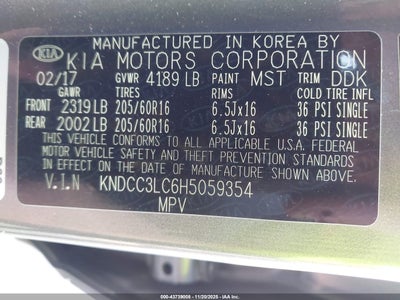 MANUFACTURED IN KOREA BY
KIA KIA MOTORS CORPORATION
02/17 GVWR 4189 LB PAINT MST TRIM DDK
GAWR TIRES RIMS COLD TIRE INFL
FRONT 2319 LB 205/60R16 6.5Jx16 36 PSI SINGLE
REAR 2002 LB 205/60R16 6.5Jx16 36 PSI SINGLE
THIS VEHICLE CONFORMS TO ALL APPLICABLE U.S.A FEDERAL
MOTOR VEHICLE SAFETY AND THEFT PREVENTION STANDARDS
IN EFFECT ON THE DATE OF MANUFACTURE SHOWN ABOVE.
V.I.N KNDCC3LC6H5059354
MPV
000-43739008 - 11/20/2025 - IAAI.COM